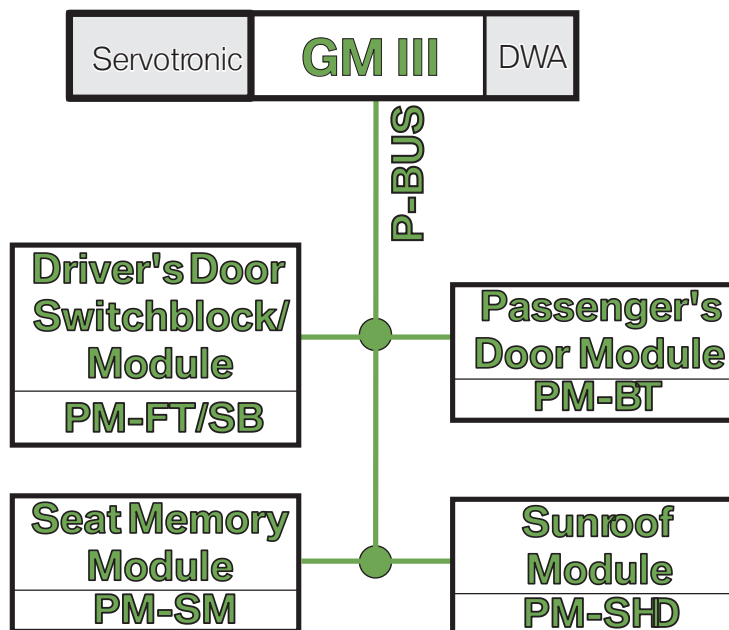 Servotronic
GM III
DWA
P-BUS
Driver's Door
Switchblock/
Module
PM-FT/SB
Passenger's
Door Module
PM-BT
Seat Memory
Module
PM-SM
Sunroof
Module
PM-SHD